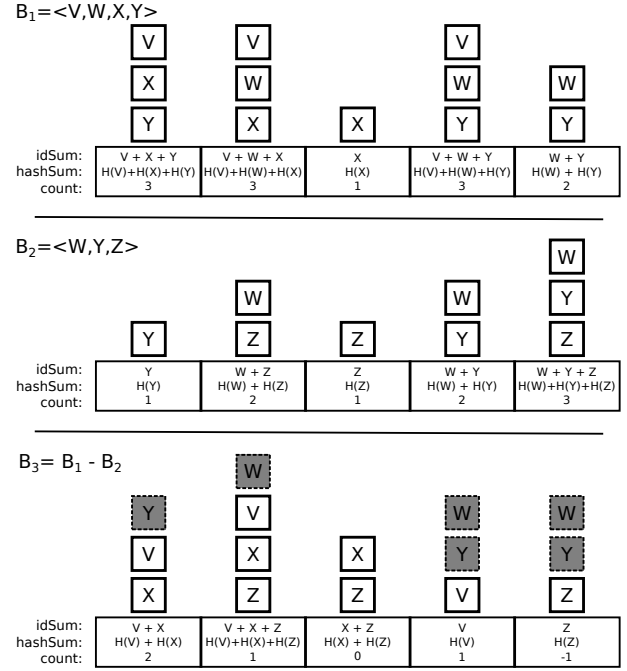 B1=<V,W,X,Y>
V V V
X W W W
Y X X Y Y
idSum: V + X + Y V + W + X X V + W + Y W + Y
hashSum: H(V)+H(X)+H(Y) H(V)+H(W)+H(X) H(X) H(V)+H(W)+H(Y) H(W) + H(Y)
count: 3 3 1 3 2
B2=<W,Y,Z>
W
W W Y
Y Z Z Y Z
idSum: Y W + Z Z W + Y W + Y + Z
hashSum: H(Y) H(W) + H(Z) H(Z) H(W) + H(Y) H(W)+H(Y)+H(Z)
count: 1 2 1 2 3
B3= B1 - B2
W
Y V W W
V X X Y Y
X Z Z V Z
idSum: V + X V + X + Z X + Z V Z
hashSum: H(V) + H(X) H(V)+H(X)+H(Z) H(X) + H(Z) H(V) H(Z)
count: 2 1 0 1 -1